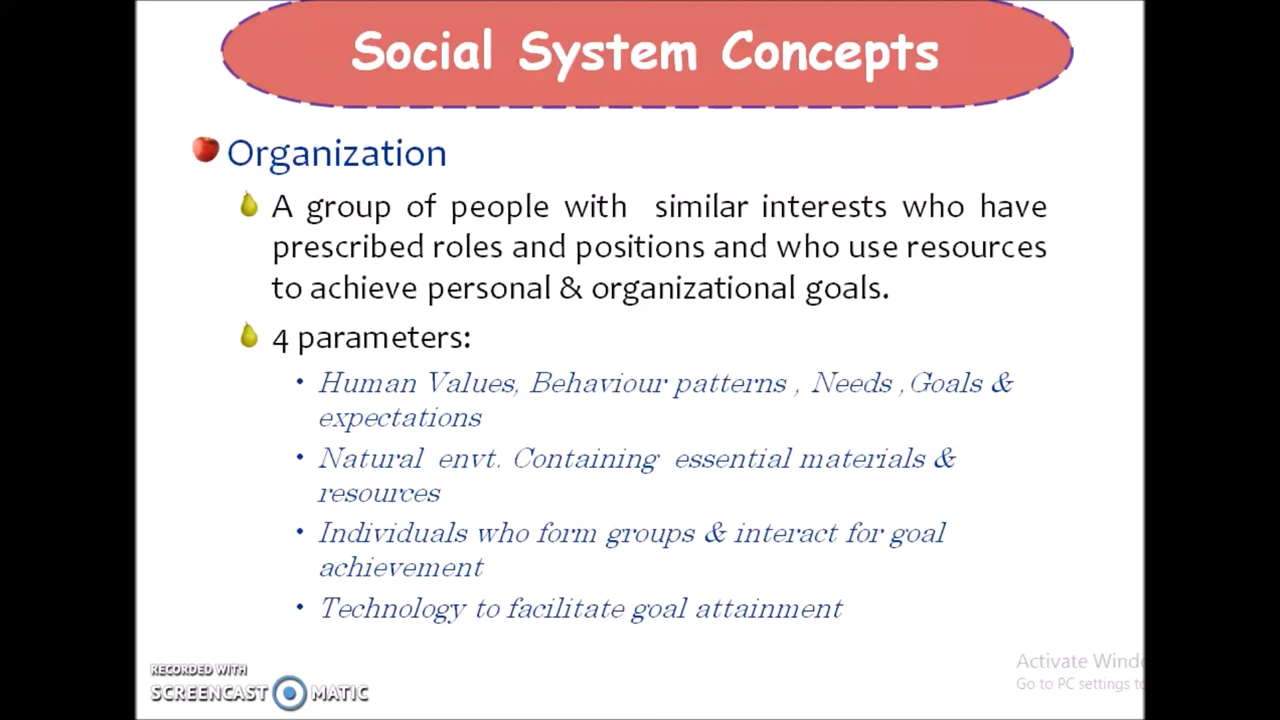 Social System Concepts
Organization
A group of people with similar interests who have
prescribed roles and positions and who use resources
to achieve personal & organizational goals.
4 parameters:
• Human Values, Behaviour patterns , Needs ,Goals &
expectations
• Natural envt. Containing essential materials &
resources
• Individuals who form groups & interact for goal
achievement
• Technology to facilitate goal attainment
RECORDED WITH
SCREENCAST MATIC
Activate Wind
Go to PC settings t